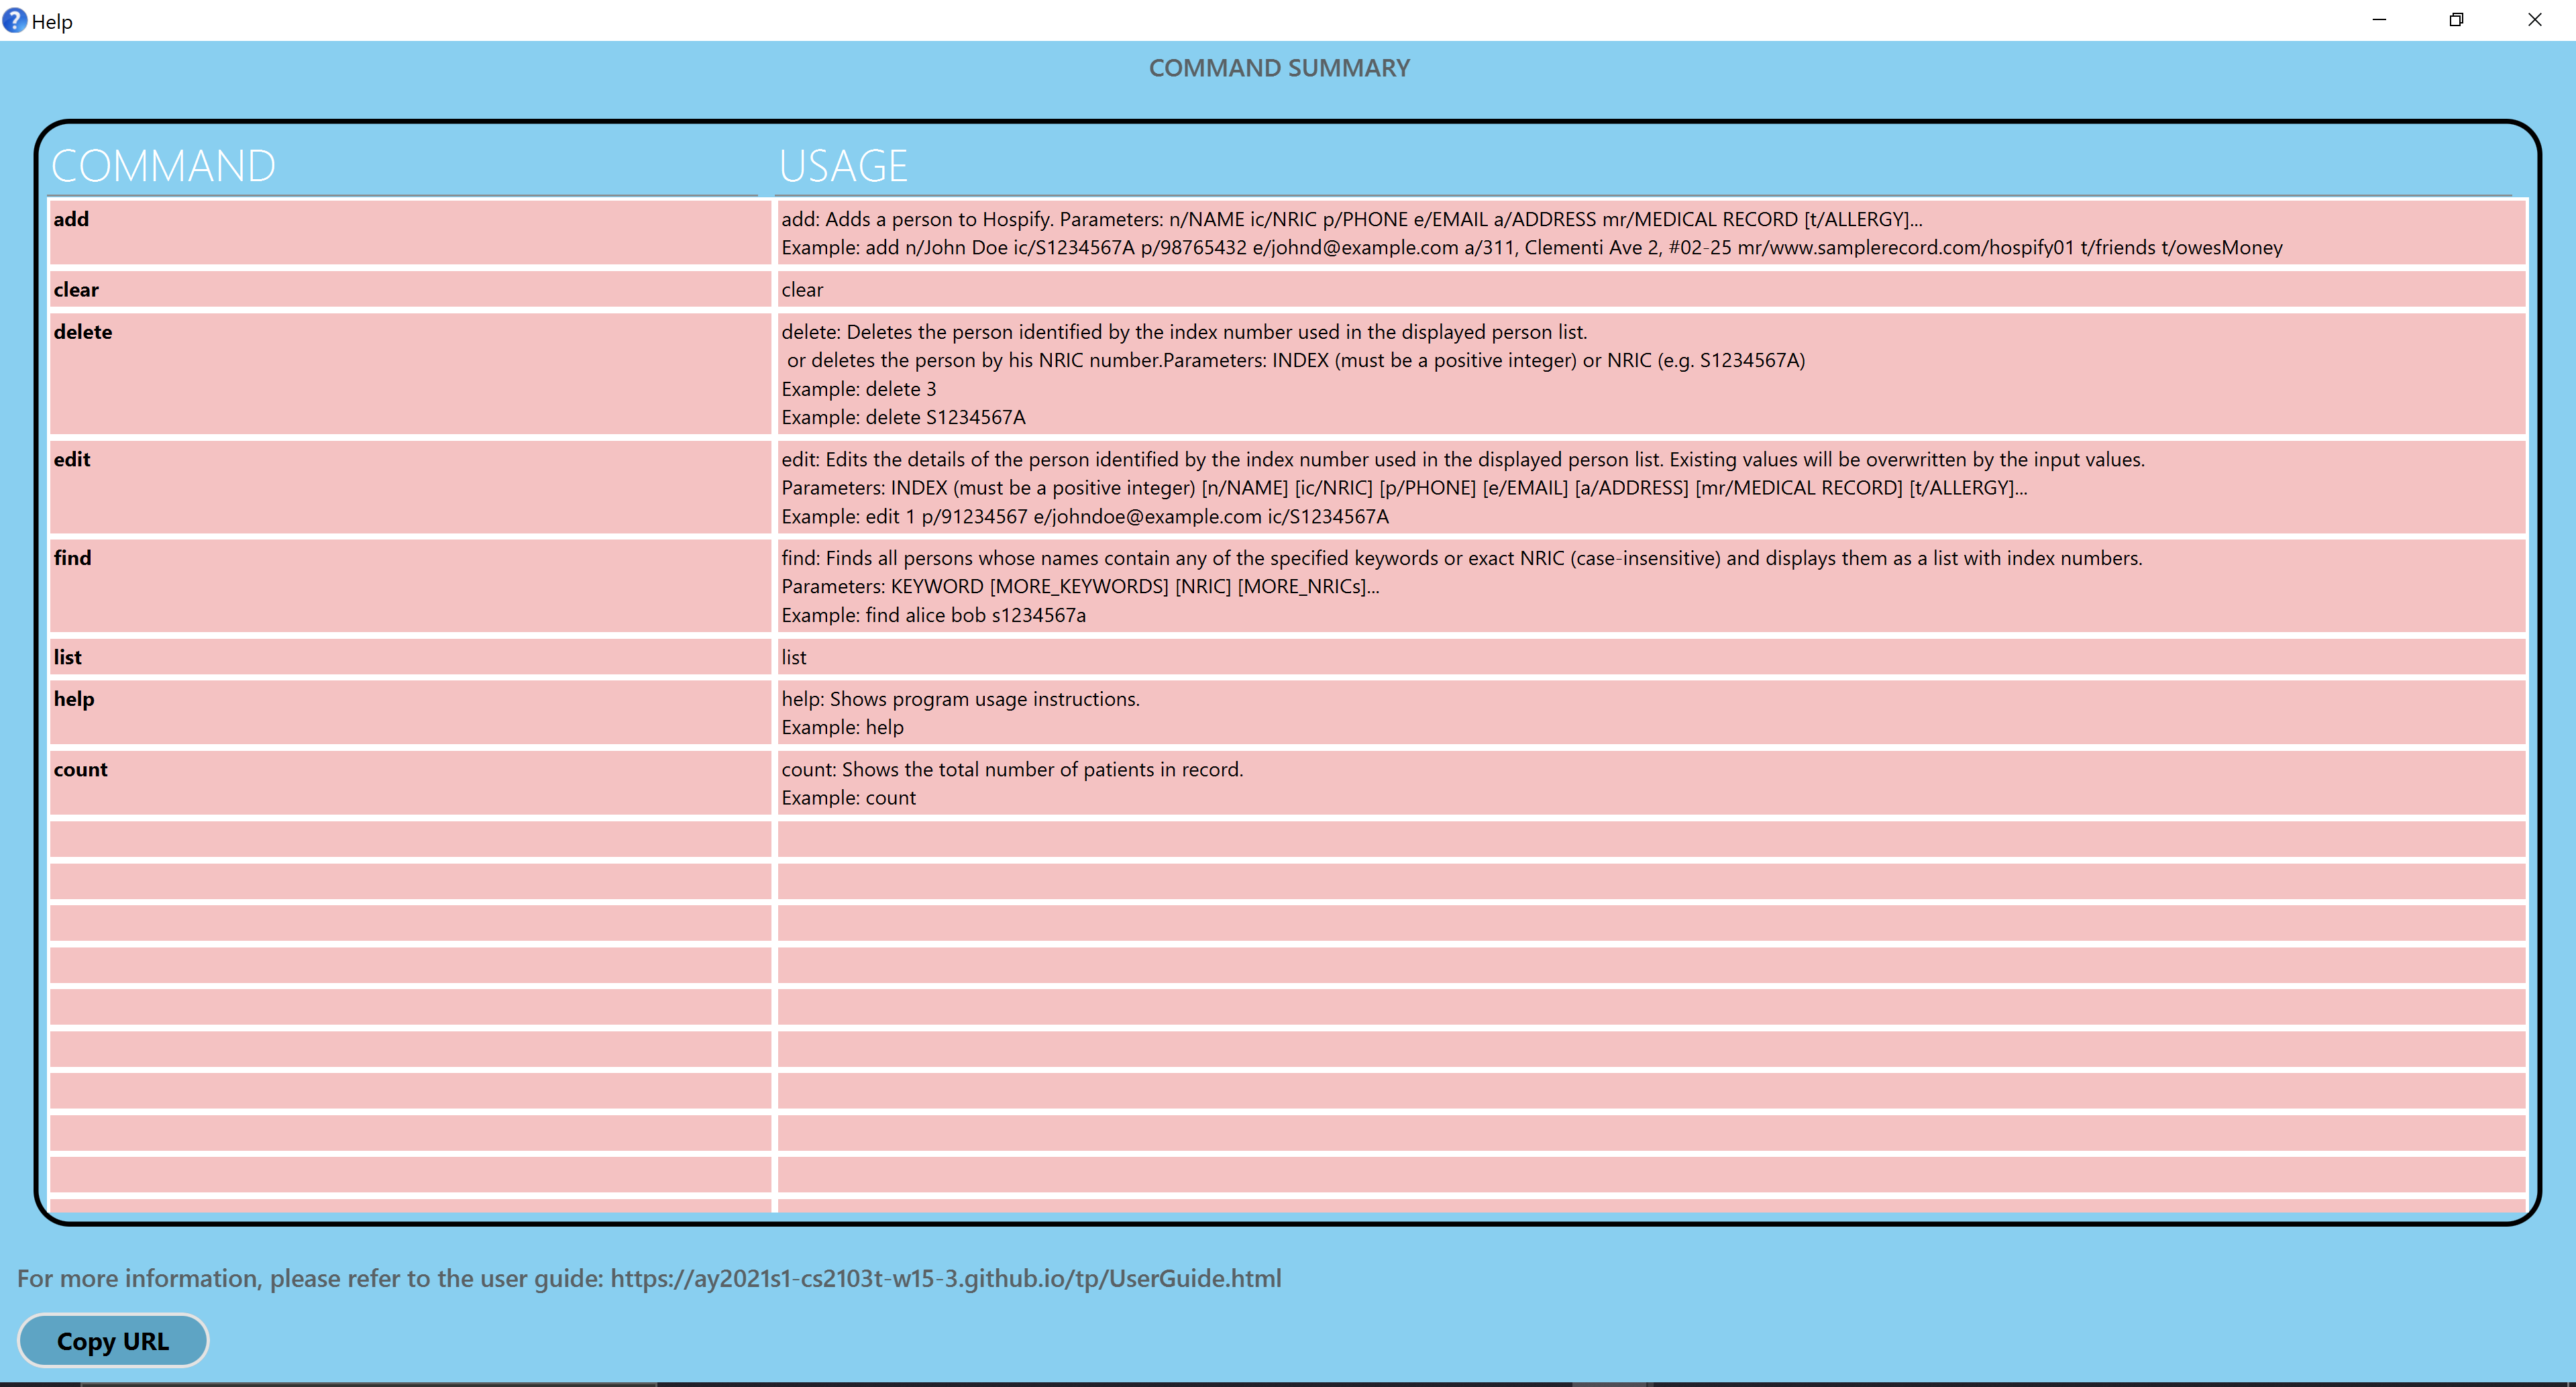 Help
COMMAND SUMMARY
COMMAND USAGE
add
add: Adds a person to Hospify. Parameters: n/NAME ic/NRIC p/PHONE e/EMAIL a/ADDRESS mr/MEDICAL RECORD [t/ALLERGY]...
Example: add n/John Doe ic/S1234567A p/98765432 e/johnd@example.com a/311, Clementi Ave 2, #02-25 mr/www.samplerecord.com/hospify01 t/friends t/owesMoney
clear
clear
delete
delete: Deletes the person identified by the index number used in the displayed person list.
or deletes the person by his NRIC number.Parameters: INDEX (must be a positive integer) or NRIC (e.g. S1234567A)
Example: delete 3
Example: delete S1234567A
edit
edit: Edits the details of the person identified by the index number used in the displayed person list. Existing values will be overwritten by the input values.
Parameters: INDEX (must be a positive integer) [n/NAME] [ic/NRIC] [p/PHONE] [e/EMAIL] [a/ADDRESS] [mr/MEDICAL RECORD] [t/ALLERGY]...
Example: edit 1 p/91234567 e/johndoe@example.com ic/S1234567A
find
find: Finds all persons whose names contain any of the specified keywords or exact NRIC (case-insensitive) and displays them as a list with index numbers.
Parameters: KEYWORD [MORE_KEYWORDS] [NRIC] [MORE_NRICs]...
Example: find alice bob s1234567a
list
list
help
help: Shows program usage instructions.
Example: help
count
count: Shows the total number of patients in record.
Example: count
For more information, please refer to the user guide: https://ay2021s1-cs2103t-w15-3.github.io/tp/UserGuide.html
Copy URL